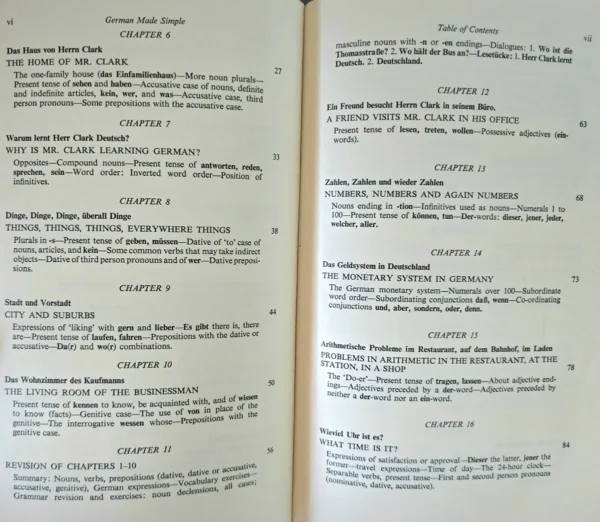 vi
German Made Simple
CHAPTER 6
Das Haus von Herrn Clark
THE HOME OF MR. CLARK
27
The one-family house (das Einfamilienhaus)—More noun plurals—
Present tense of sehen and haben—Accusative case of nouns, definite
and indefinite articles, kein, wer, and was—Accusative case, third
person pronouns—Some prepositions with the accusative case.
CHAPTER 7
Warum lernt Herr Clark Deutsch?
WHY IS MR. CLARK LEARNING GERMAN?
33
Opposites—Compound nouns—Present tense of antworten, reden,
sprechen, sein—Word order: Inverted word order—Position of
infinitives.
CHAPTER 8
Dinge, Dinge, Dinge, überall Dinge
THINGS, THINGS, THINGS, EVERYWHERE THINGS
38
Plurals in -s—Present tense of geben, müssen—Dative of 'to' case of
nouns, articles, and kein—Some common verbs that may take indirect
objects—Dative of third person pronouns and of wer—Dative preposi-
sions.
CHAPTER 9
Stadt und Vorstadt
CITY AND SUBURBS
44
Expressions of 'liking' with gern and lieber—Es gibt there is, there
are—Present tense of laufen, fahren—Prepositions with the dative or
accusative—Da(r) and wo(r) combinations.
CHAPTER 10
Das Wohnzimmer des Kaufmanns
THE LIVING ROOM OF THE BUSINESSMAN
50
Present tense of kennen to know, be acquainted with, and of wissen
to know (facts)—Genitive case—The use of von in place of the
genitive—The interrogative wessen whose—Prepositions with the
genitive case.
CHAPTER 11
REVISION OF CHAPTERS 1–10
56
Summary: Nouns, verbs, prepositions (dative, dative or accusative,
accusative, genitive), German expressions—Vocabulary exercises—
Grammar revision and exercises: noun declensions, all cases;
Table of Contents
vii
masculine nouns with -n or -en endings—Dialogues: 1. Wo ist die
Thomasstraße? 2. Wo hält der Bus an?—Lesetücke: 1. Herr Clark lernt
Deutsch. 2. Deutschland.
CHAPTER 12
Ein Freund besucht Herrn Clark in seinem Büro.
A FRIEND VISITS MR. CLARK IN HIS OFFICE
63
Present tense of lesen, treten, wollen—Possessive adjectives (ein-
words).
CHAPTER 13
Zahlen, Zahlen und wieder Zahlen
NUMBERS, NUMBERS AND AGAIN NUMBERS
68
Nouns ending in -tion—Infinitives used as nouns—Numerals 1 to
100—Present tense of können, tun—Der-words: dieser, jener, jeder,
welcher, aller.
CHAPTER 14
Das Geldsystem in Deutschland
THE MONETARY SYSTEM IN GERMANY
73
The German monetary system—Numerals over 100—Subordinate
word order—Subordinating conjunctions daß, wenn—Co-ordinating
conjunctions und, aber, sondern, oder, denn.
CHAPTER 15
Arithmetische Probleme im Restaurant, auf dem Bahnhof, im Laden
PROBLEMS IN ARITHMETIC IN THE RESTAURANT, AT THE
STATION, IN A SHOP
78
The 'Do-er'—Present tense of tragen, lassen—About adjective end-
ings—Adjectives preceded by a der-word—Adjectives preceded by
neither a der-word nor an ein-word.
CHAPTER 16
Wieviel Uhr ist es?
WHAT TIME IS IT?
84
Expressions of satisfaction or approval—Dieser the latter, jener the
former—travel expressions—Time of day—The 24-hour clock—
Separable verbs, present tense—First and second person pronouns
(nominative, dative, accusative).